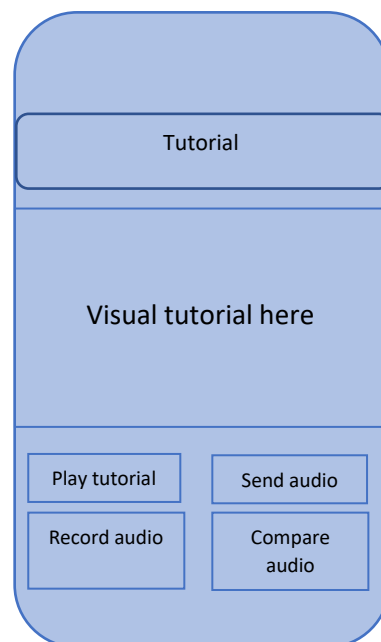 Tutorial
Visual tutorial here
Play tutorial
Send audio
Record audio
Compare
audio